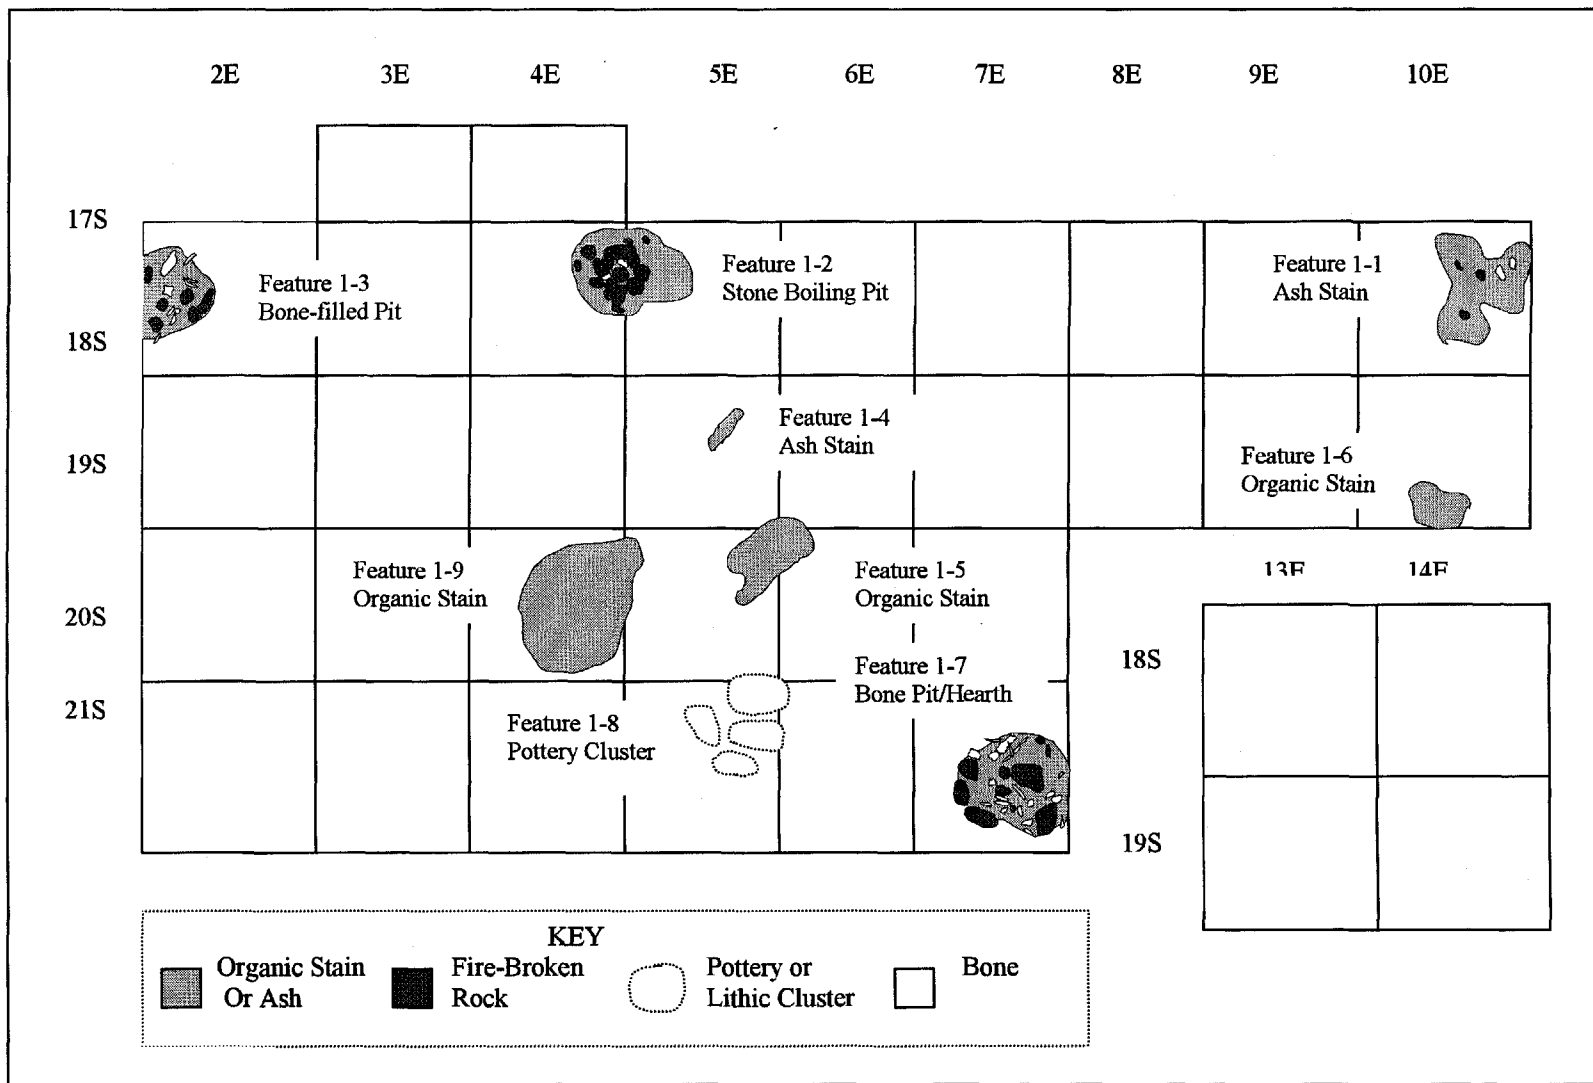 2E 3E 4E 5E 6E 7E 8E 9E 10E
17S
Feature 1-3
Bone-filled Pit
Feature 1-2
Stone Boiling Pit
Feature 1-1
Ash Stain
18S
Feature 1-4
Ash Stain
19S
Feature 1-6
Organic Stain
Feature 1-9
Organic Stain
Feature 1-5
Organic Stain
13E 14E
20S
Feature 1-7
Bone Pit/Hearth
18S
21S
Feature 1-8
Pottery Cluster
19S
KEY
Organic Stain
Or Ash
Fire-Broken
Rock
Pottery or
Lithic Cluster
Bone